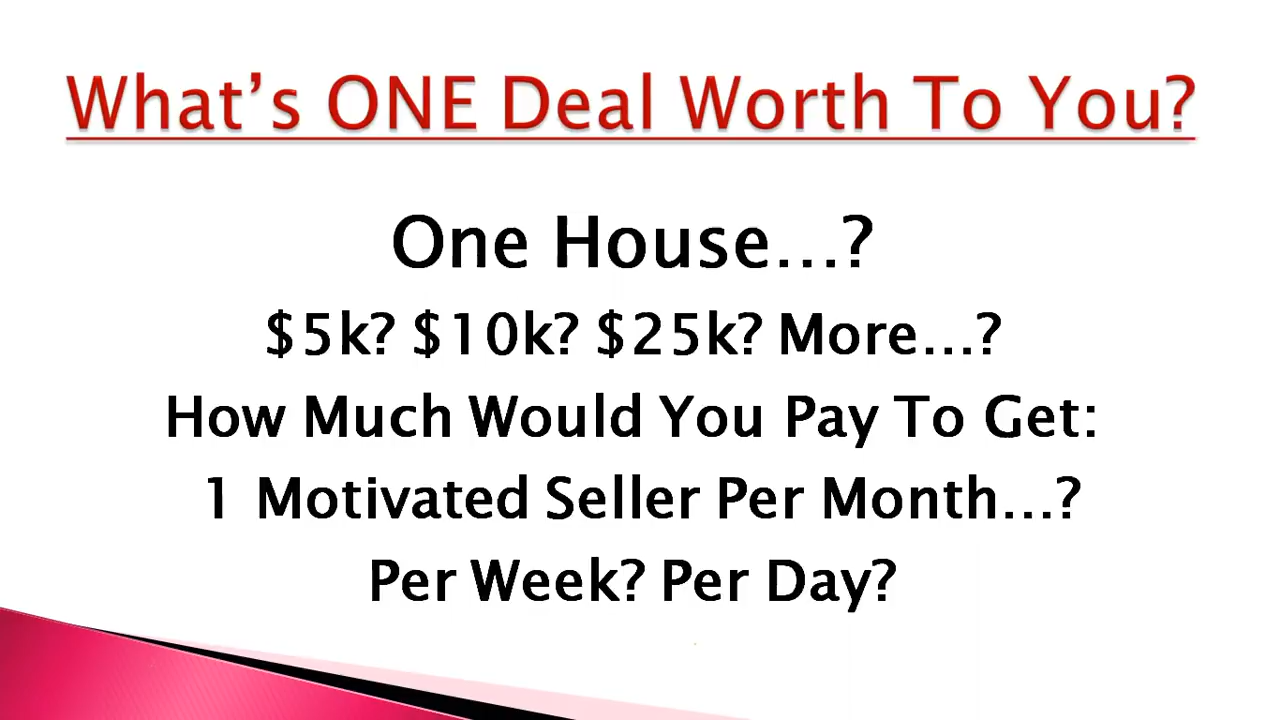 What’s ONE Deal Worth To You?
One House...?
$5k? $10k? $25k? More...?
How Much Would You Pay To Get:
1 Motivated Seller Per Month...?
Per Week? Per Day?